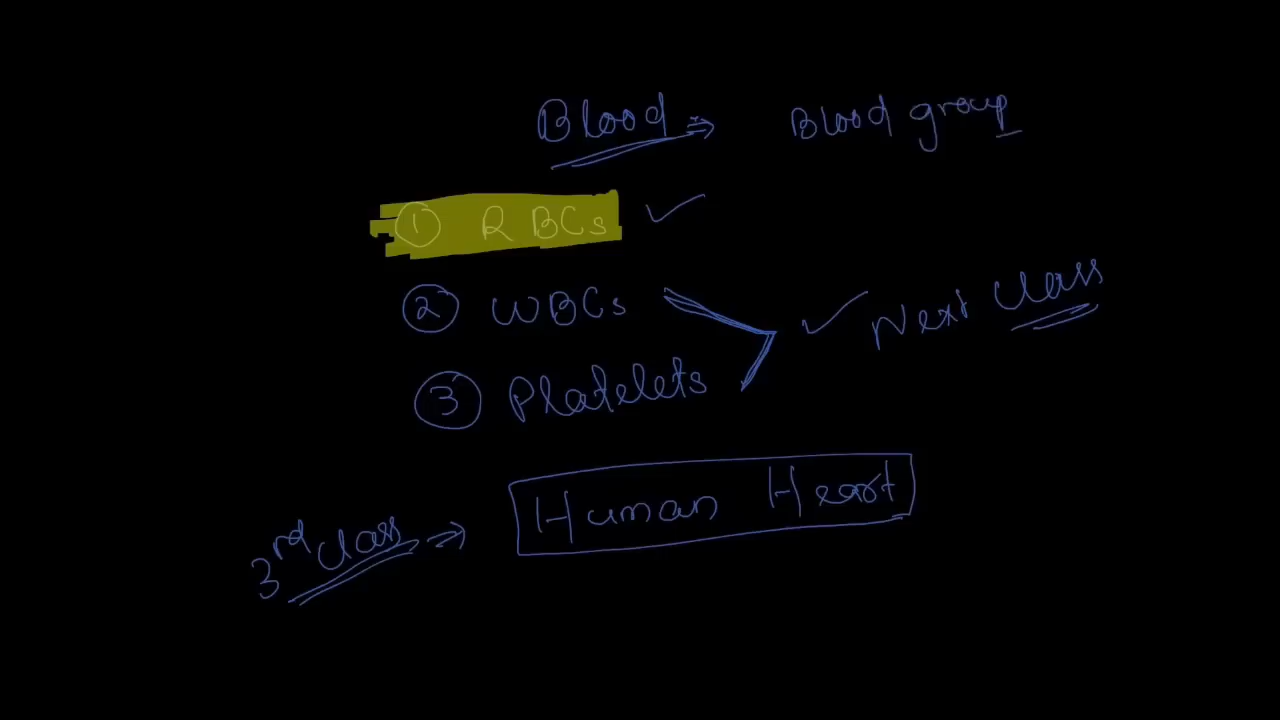 Blood ⇒ Blood group
① RBCs ✓
② WBCs
✓ Next class
③ Platelets
3rd class ⇒ Human Heart